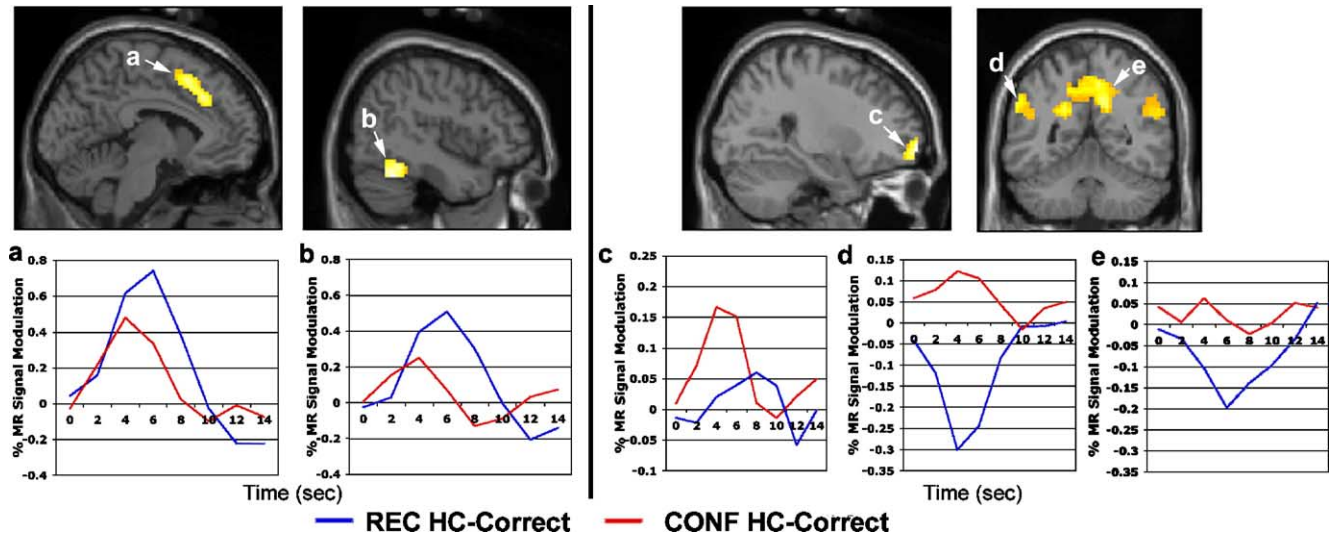 a
b
c
d
e
a
b
c
d
e
% MR Signal Modulation
0.8
0.6
0.4
0.2
0
-0.2
-0.4
0 2 4 6 8 10 12 14
% MR Signal Modulation
0.8
0.6
0.4
0.2
0
-0.2
-0.4
0 2 4 6 8 10 12 14
% MR Signal Modulation
0.25
0.2
0.15
0.1
0.05
0
-0.05
-0.1
0 2 4 6 8 10 12 14
% MR Signal Modulation
0.15
0.1
0.05
0
-0.05
-0.1
-0.15
-0.2
-0.25
-0.3
-0.35
0 2 4 6 8 10 12 14
% MR Signal Modulation
0.15
0.1
0.05
0
-0.05
-0.1
-0.15
-0.2
-0.25
-0.3
-0.35
0 2 4 6 8 10 12 14
Time (sec)
Time (sec)
REC HC-Correct
CONF HC-Correct